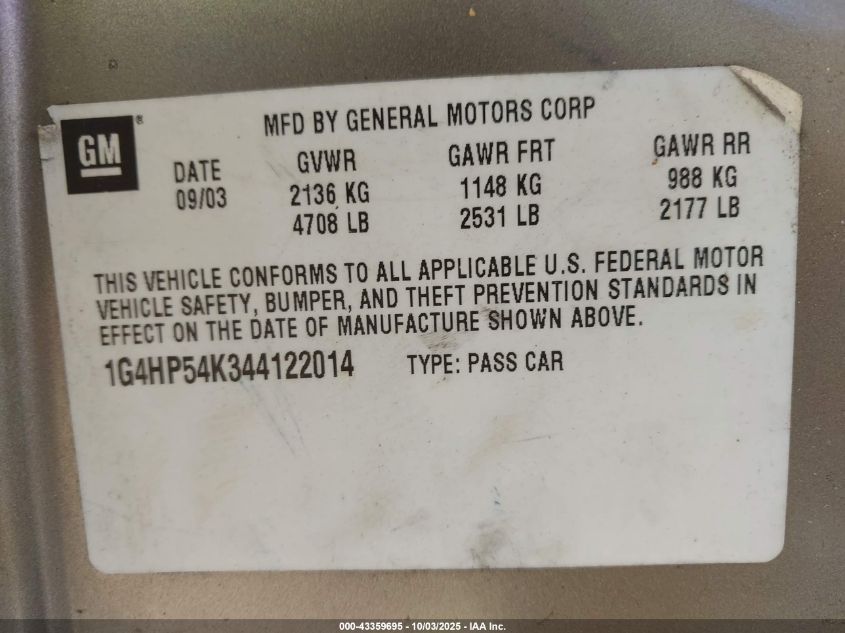 MFD BY GENERAL MOTORS CORP
GM®
DATE GVWR GAWR FRT GAWR RR
09/03 2136 KG 1148 KG 988 KG
4708 LB 2531 LB 2177 LB
THIS VEHICLE CONFORMS TO ALL APPLICABLE U.S. FEDERAL MOTOR
VEHICLE SAFETY, BUMPER, AND THEFT PREVENTION STANDARDS IN
EFFECT ON THE DATE OF MANUFACTURE SHOWN ABOVE.
1G4HP54K344122014 TYPE: PASS CAR
000-43359695 - 10/03/2025 - IAA Inc.